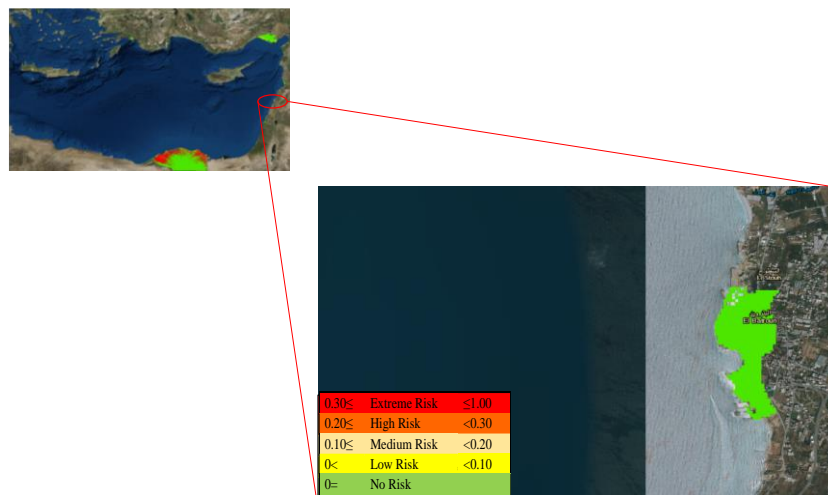 0.30≤ Extreme Risk ≤1.00
0.20≤ High Risk <0.30
0.10≤ Medium Risk <0.20
0< Low Risk <0.10
0= No Risk